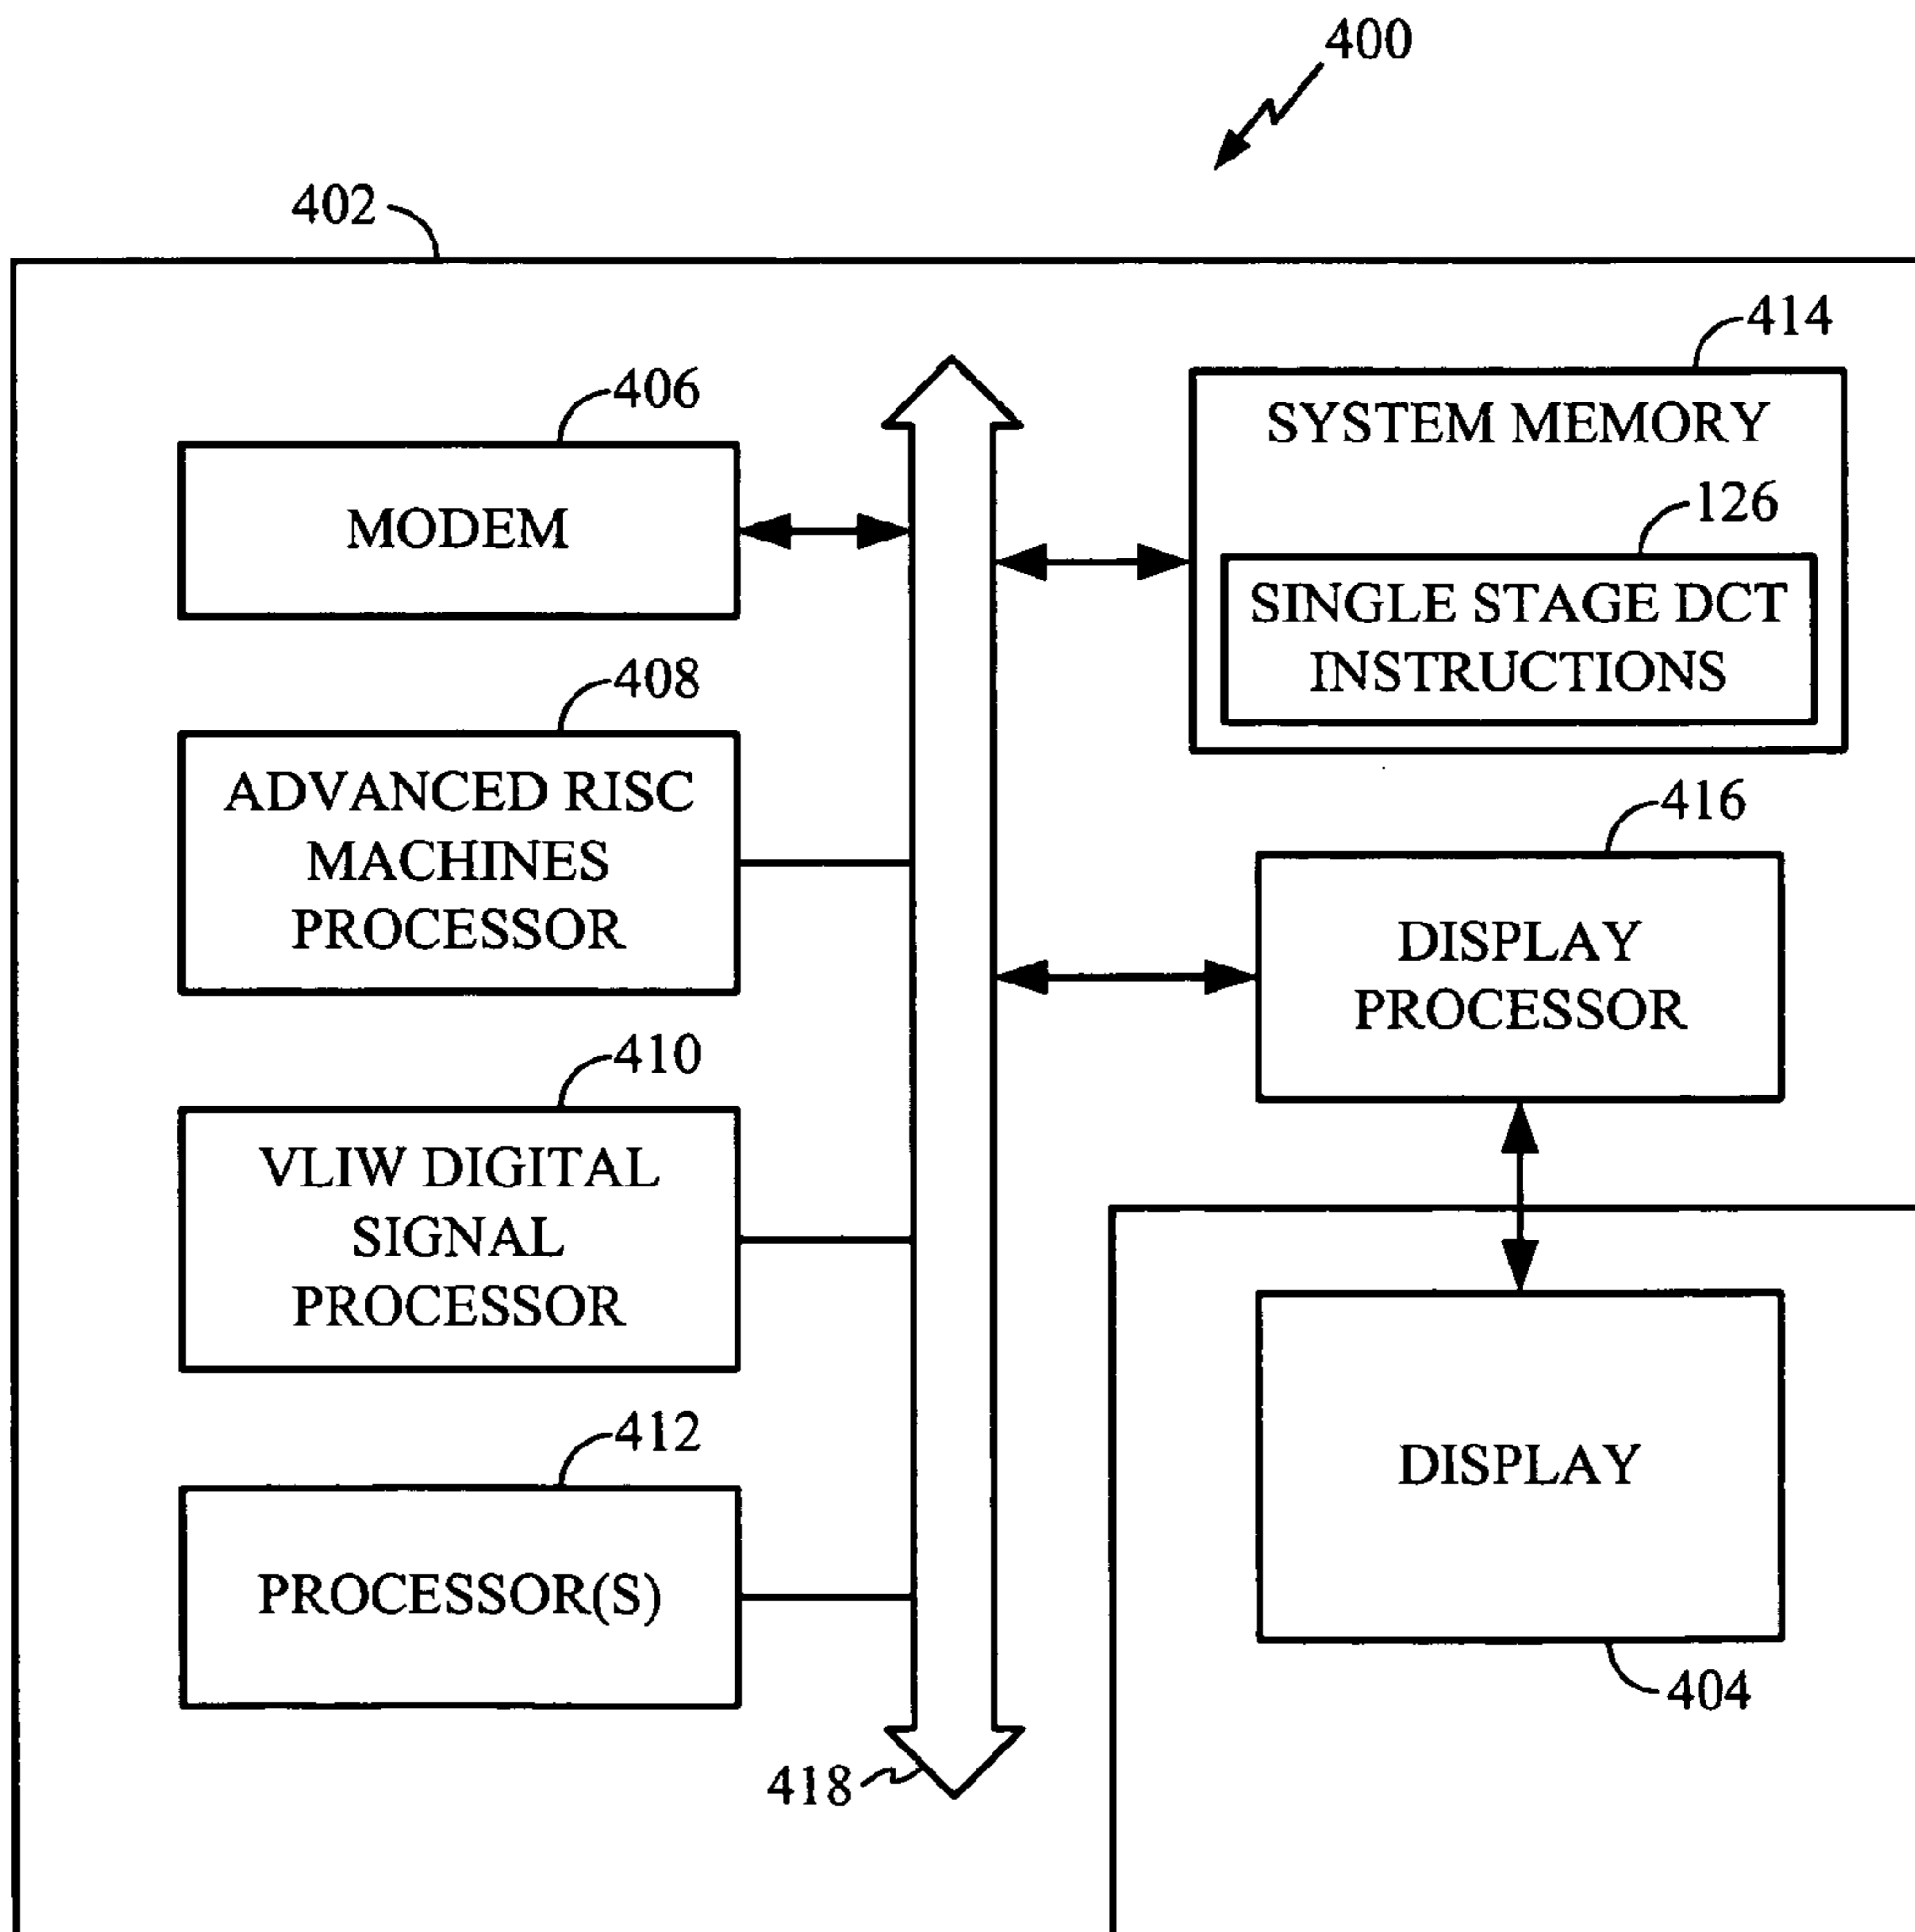 400
402
414
SYSTEM MEMORY
406
MODEM
126
SINGLE STAGE DCT
INSTRUCTIONS
408
ADVANCED RISC
MACHINES
PROCESSOR
416
DISPLAY
PROCESSOR
410
VLIW DIGITAL
SIGNAL
PROCESSOR
412
PROCESSOR(S)
DISPLAY
404
418